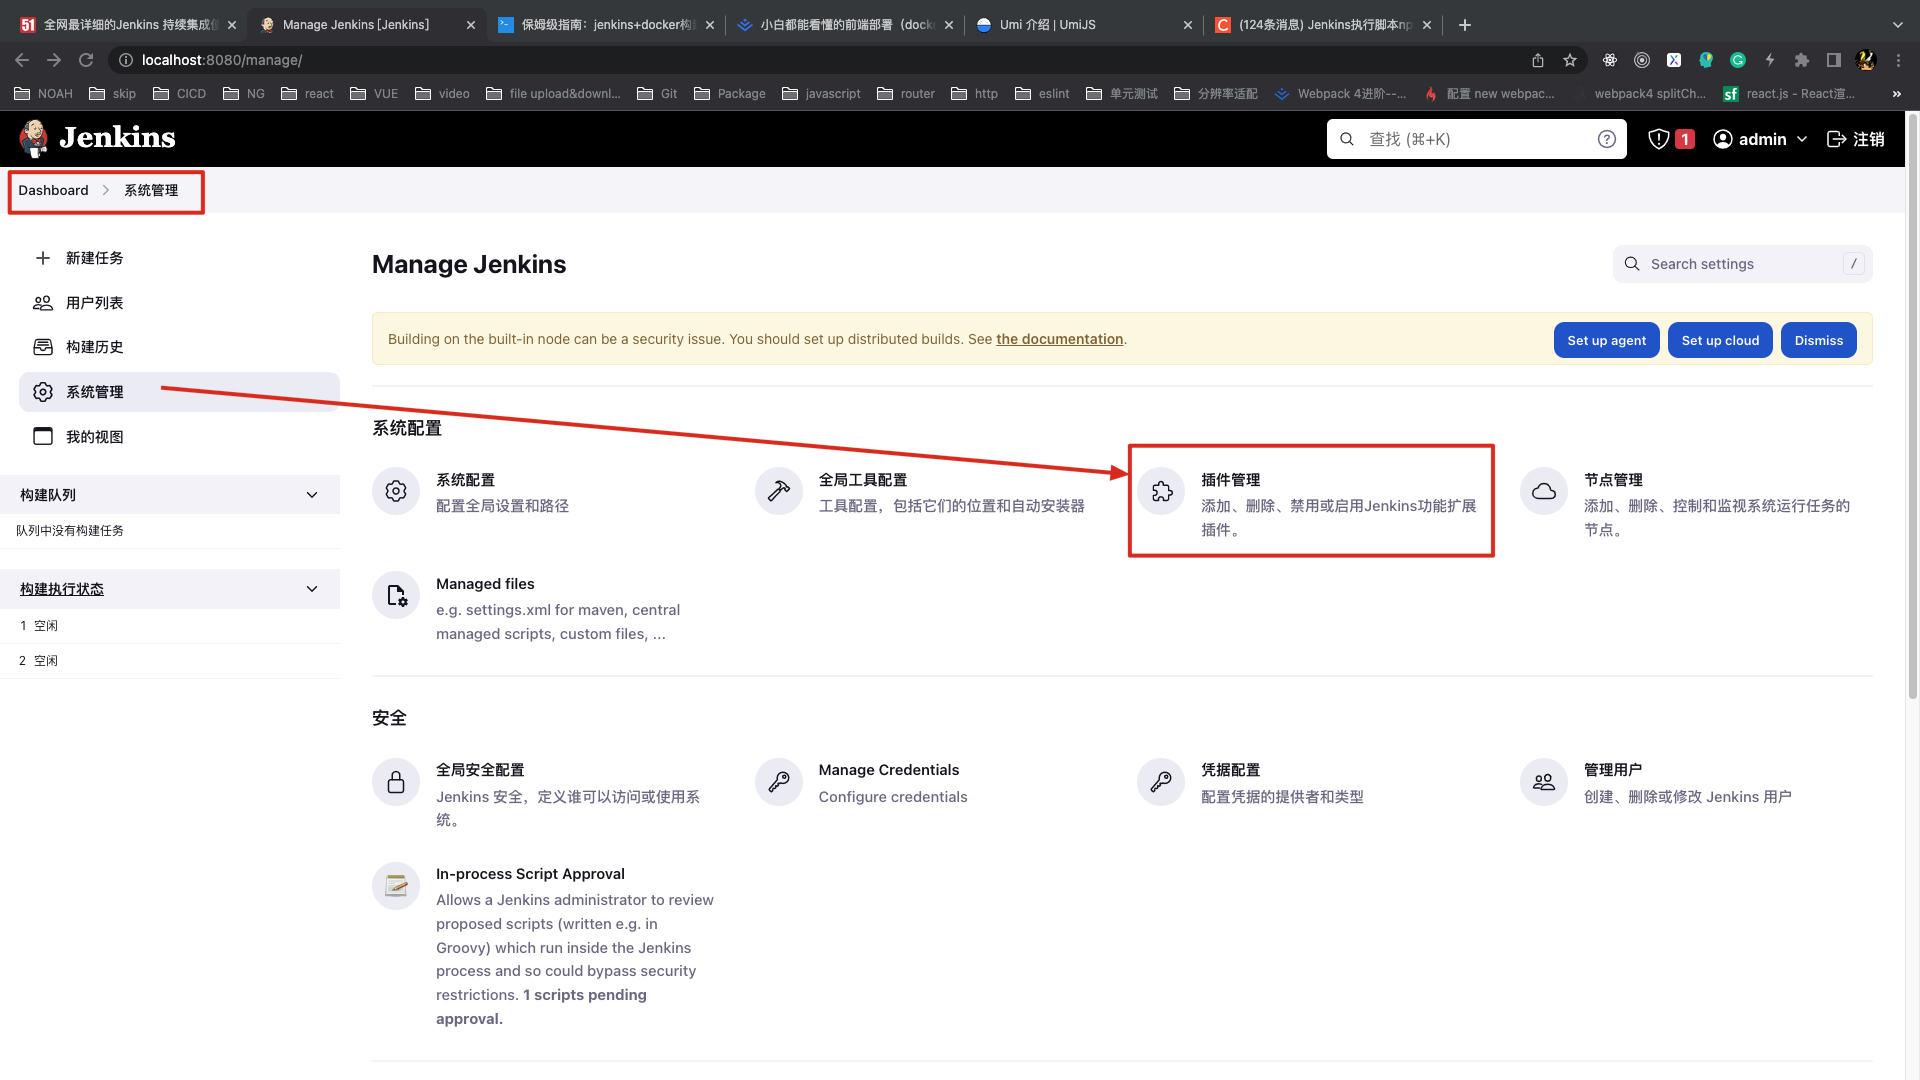 全网最详细的Jenkins 持续集成使
Manage Jenkins [Jenkins]
保姆级指南：jenkins+docker构
小白都能看懂的前端部署（dock
Umi 介绍 | UmiJS
(124条消息) Jenkins执行脚本np
localhost:8080/manage/
NOAH
skip
CICD
NG
react
VUE
video
file upload&downl...
Git
Package
javascript
router
http
eslint
单元测试
分辨率适配
Webpack 4进阶--...
配置 new webpac...
webpack4 splitCh...
react.js - React渲...
Jenkins
查找 (⌘+K)
1
admin
注销
Dashboard
系统管理
新建任务
用户列表
构建历史
系统管理
我的视图
构建队列
队列中没有构建任务
构建执行状态
1 空闲
2 空闲
Manage Jenkins
Search settings
/
Building on the built-in node can be a security issue. You should set up distributed builds. See the documentation.
Set up agent
Set up cloud
Dismiss
系统配置
系统配置
配置全局设置和路径
全局工具配置
工具配置，包括它们的位置和自动安装器
插件管理
添加、删除、禁用或启用Jenkins功能扩展
插件。
节点管理
添加、删除、控制和监视系统运行任务的
节点。
Managed files
e.g. settings.xml for maven, central
managed scripts, custom files, ...
安全
全局安全配置
Jenkins 安全，定义谁可以访问或使用系
统。
Manage Credentials
Configure credentials
凭据配置
配置凭据的提供者和类型
管理用户
创建、删除或修改 Jenkins 用户
In-process Script Approval
Allows a Jenkins administrator to review
proposed scripts (written e.g. in
Groovy) which run inside the Jenkins
process and so could bypass security
restrictions. 1 scripts pending
approval.